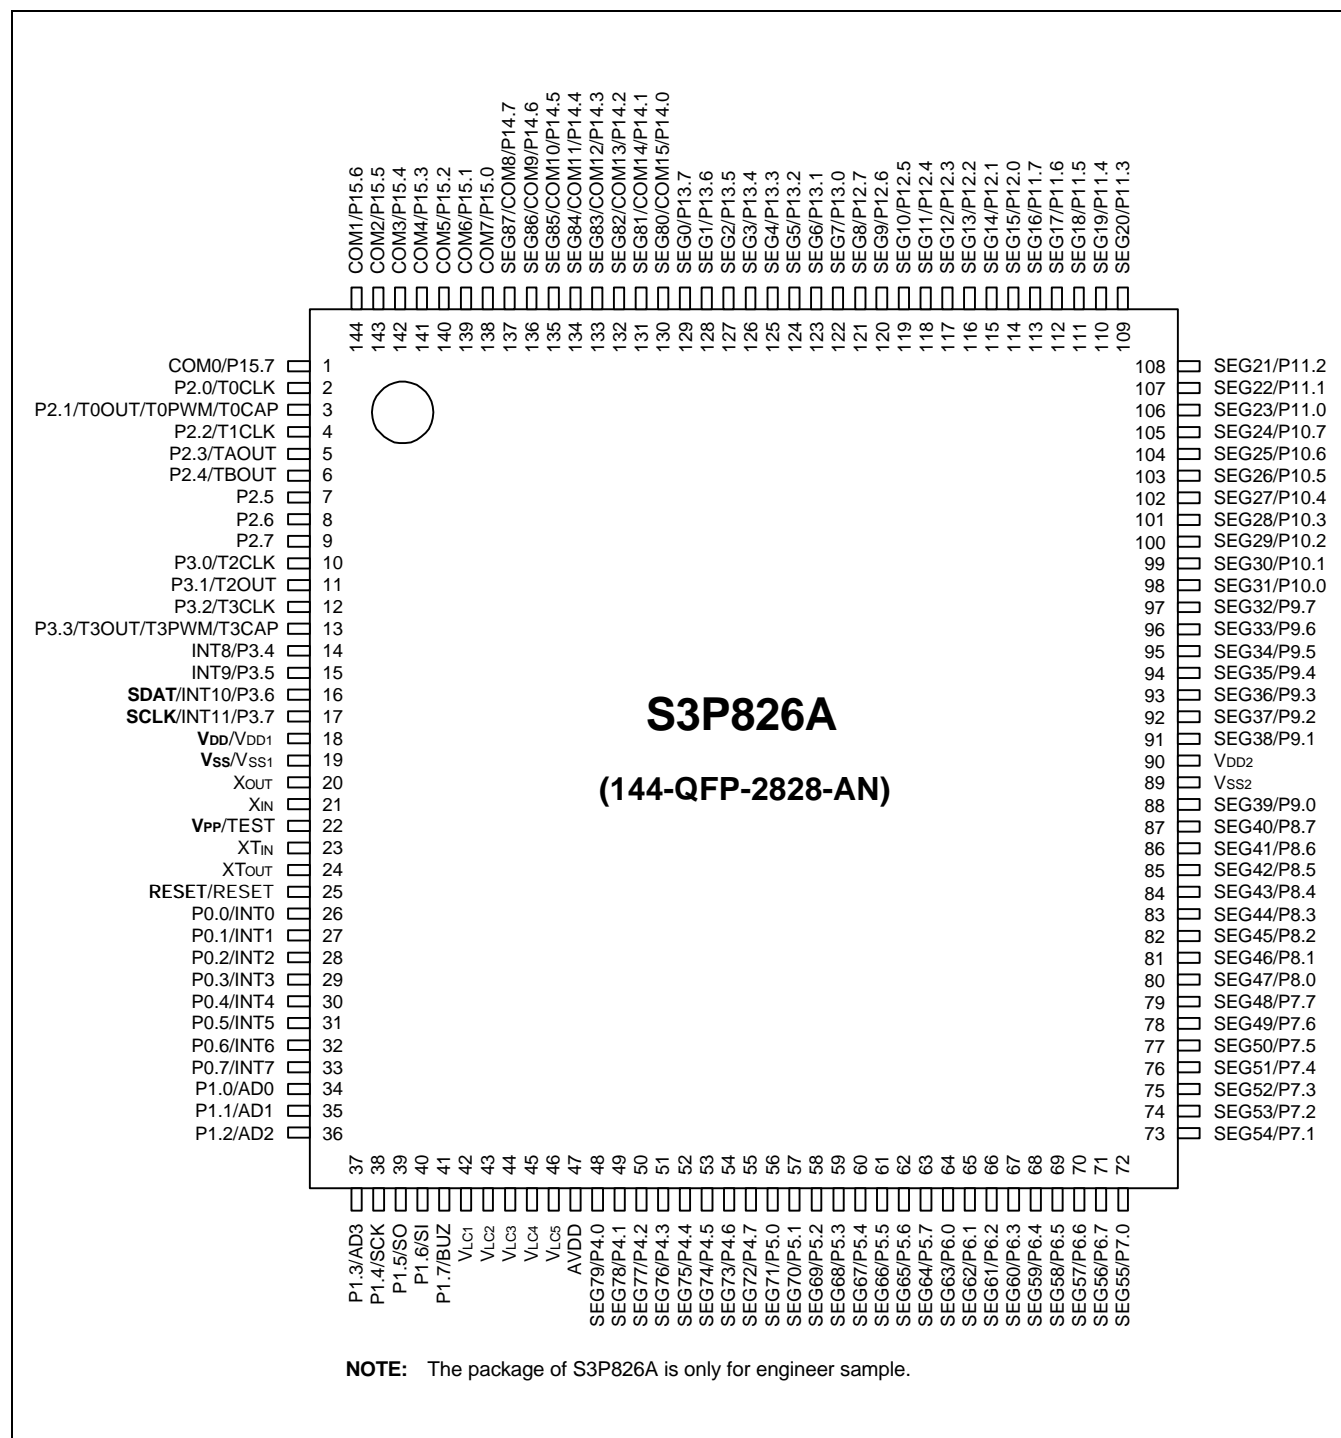 COM1/P15.6
COM2/P15.5
COM3/P15.4
COM4/P15.3
COM5/P15.2
COM6/P15.1
COM7/P15.0
SEG87/COM8/P14.7
SEG86/COM9/P14.6
SEG85/COM10/P14.5
SEG84/COM11/P14.4
SEG83/COM12/P14.3
SEG82/COM13/P14.2
SEG81/COM14/P14.1
SEG80/COM15/P14.0
SEG0/P13.7
SEG1/P13.6
SEG2/P13.5
SEG3/P13.4
SEG4/P13.3
SEG5/P13.2
SEG6/P13.1
SEG7/P13.0
SEG8/P12.7
SEG9/P12.6
SEG10/P12.5
SEG11/P12.4
SEG12/P12.3
SEG13/P12.2
SEG14/P12.1
SEG15/P12.0
SEG16/P11.7
SEG17/P11.6
SEG18/P11.5
SEG19/P11.4
SEG20/P11.3
144
143
142
141
140
139
138
137
136
135
134
133
132
131
130
129
128
127
126
125
124
123
122
121
120
119
118
117
116
115
114
113
112
111
110
109
COM0/P15.7 1
P2.0/T0CLK 2
P2.1/T0OUT/T0PWM/T0CAP 3
P2.2/T1CLK 4
P2.3/TAOUT 5
P2.4/TBOUT 6
P2.5 7
P2.6 8
P2.7 9
P3.0/T2CLK 10
P3.1/T2OUT 11
P3.2/T3CLK 12
P3.3/T3OUT/T3PWM/T3CAP 13
INT8/P3.4 14
INT9/P3.5 15
SDAT/INT10/P3.6 16
SCLK/INT11/P3.7 17
VDD/VDD1 18
VSS/VSS1 19
XOUT 20
XIN 21
VPP/TEST 22
XTIN 23
XTOUT 24
RESET/RESET 25
P0.0/INT0 26
P0.1/INT1 27
P0.2/INT2 28
P0.3/INT3 29
P0.4/INT4 30
P0.5/INT5 31
P0.6/INT6 32
P0.7/INT7 33
P1.0/AD0 34
P1.1/AD1 35
P1.2/AD2 36
S3P826A
(144-QFP-2828-AN)
108 SEG21/P11.2
107 SEG22/P11.1
106 SEG23/P11.0
105 SEG24/P10.7
104 SEG25/P10.6
103 SEG26/P10.5
102 SEG27/P10.4
101 SEG28/P10.3
100 SEG29/P10.2
99 SEG30/P10.1
98 SEG31/P10.0
97 SEG32/P9.7
96 SEG33/P9.6
95 SEG34/P9.5
94 SEG35/P9.4
93 SEG36/P9.3
92 SEG37/P9.2
91 SEG38/P9.1
90 VDD2
89 VSS2
88 SEG39/P9.0
87 SEG40/P8.7
86 SEG41/P8.6
85 SEG42/P8.5
84 SEG43/P8.4
83 SEG44/P8.3
82 SEG45/P8.2
81 SEG46/P8.1
80 SEG47/P8.0
79 SEG48/P7.7
78 SEG49/P7.6
77 SEG50/P7.5
76 SEG51/P7.4
75 SEG52/P7.3
74 SEG53/P7.2
73 SEG54/P7.1
37
38
39
40
41
42
43
44
45
46
47
48
49
50
51
52
53
54
55
56
57
58
59
60
61
62
63
64
65
66
67
68
69
70
71
72
P1.3/AD3
P1.4/SCK
P1.5/SO
P1.6/SI
P1.7/BUZ
VLC1
VLC2
VLC3
VLC4
VLC5
AVDD
SEG79/P4.0
SEG78/P4.1
SEG77/P4.2
SEG76/P4.3
SEG75/P4.4
SEG74/P4.5
SEG73/P4.6
SEG72/P4.7
SEG71/P5.0
SEG70/P5.1
SEG69/P5.2
SEG68/P5.3
SEG67/P5.4
SEG66/P5.5
SEG65/P5.6
SEG64/P5.7
SEG63/P6.0
SEG62/P6.1
SEG61/P6.2
SEG60/P6.3
SEG59/P6.4
SEG58/P6.5
SEG57/P6.6
SEG56/P6.7
SEG55/P7.0
NOTE: The package of S3P826A is only for engineer sample.